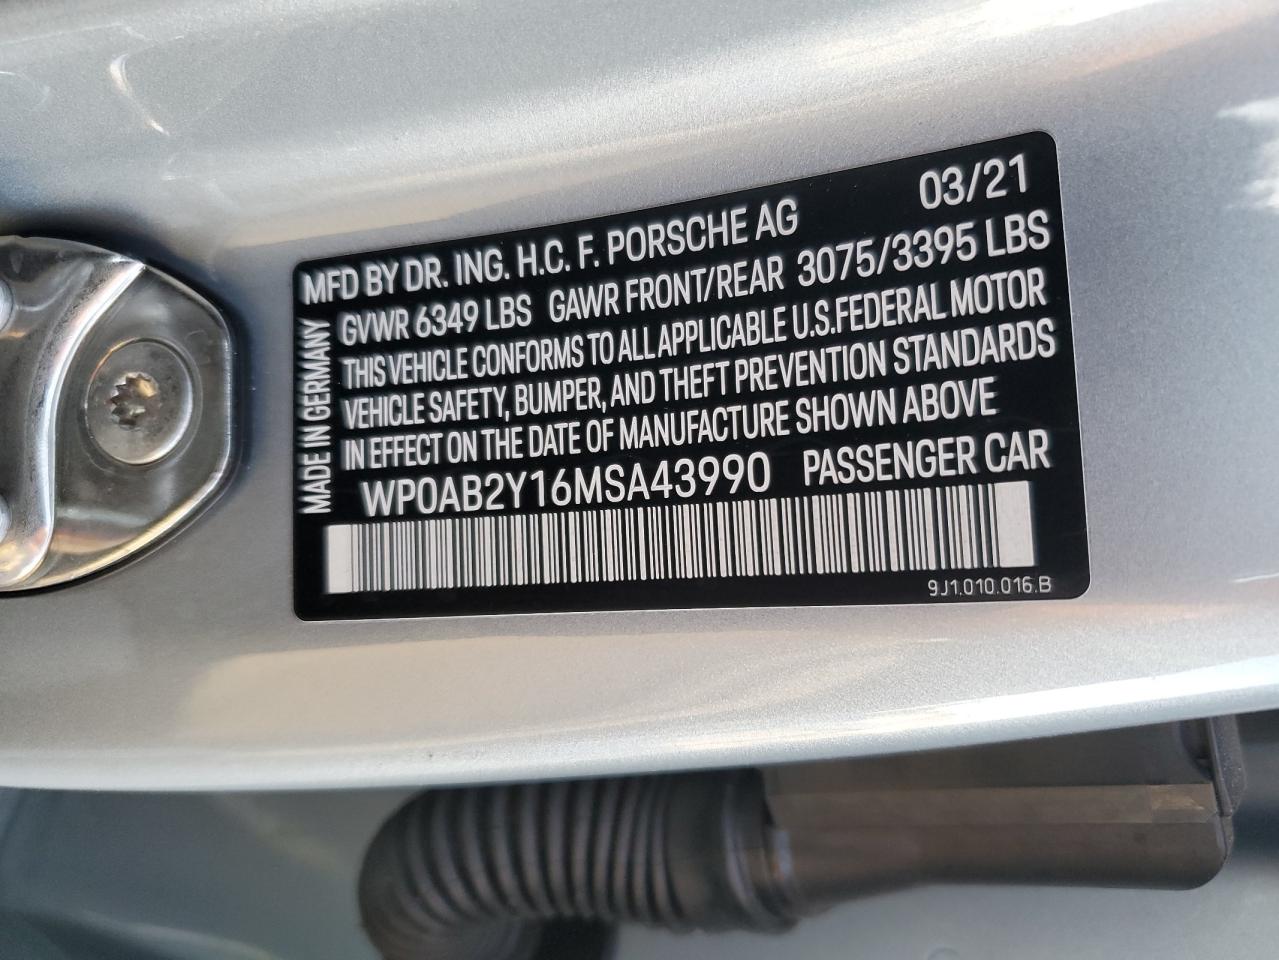 MFD BY DR. ING. H.C. F. PORSCHE AG 03/21
GVWR 6349 LBS GAWR FRONT/REAR 3075/3395 LBS
THIS VEHICLE CONFORMS TO ALL APPLICABLE U.S.FEDERAL MOTOR
VEHICLE SAFETY, BUMPER, AND THEFT PREVENTION STANDARDS
IN EFFECT ON THE DATE OF MANUFACTURE SHOWN ABOVE
WP0AB2Y16MSA43990 PASSENGER CAR
MADE IN GERMANY
9J1.010.016.B